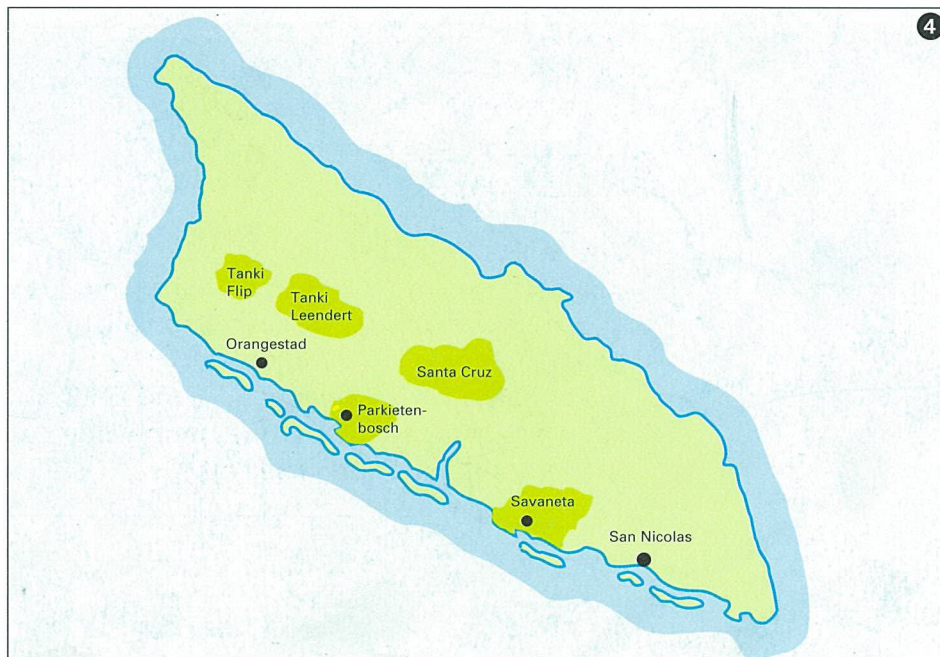 4
Tanki
Flip
Tanki
Leendert
Orangestad
Santa Cruz
Parkieten-
bosch
Savaneta
San Nicolas